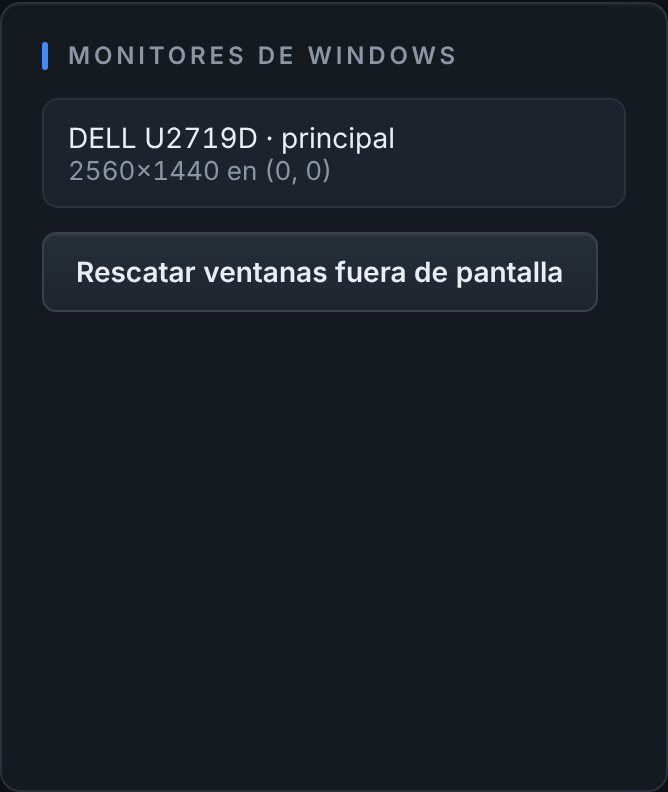 MONITORES DE WINDOWS
DELL U2719D · principal
2560×1440 en (0, 0)
Rescatar ventanas fuera de pantalla